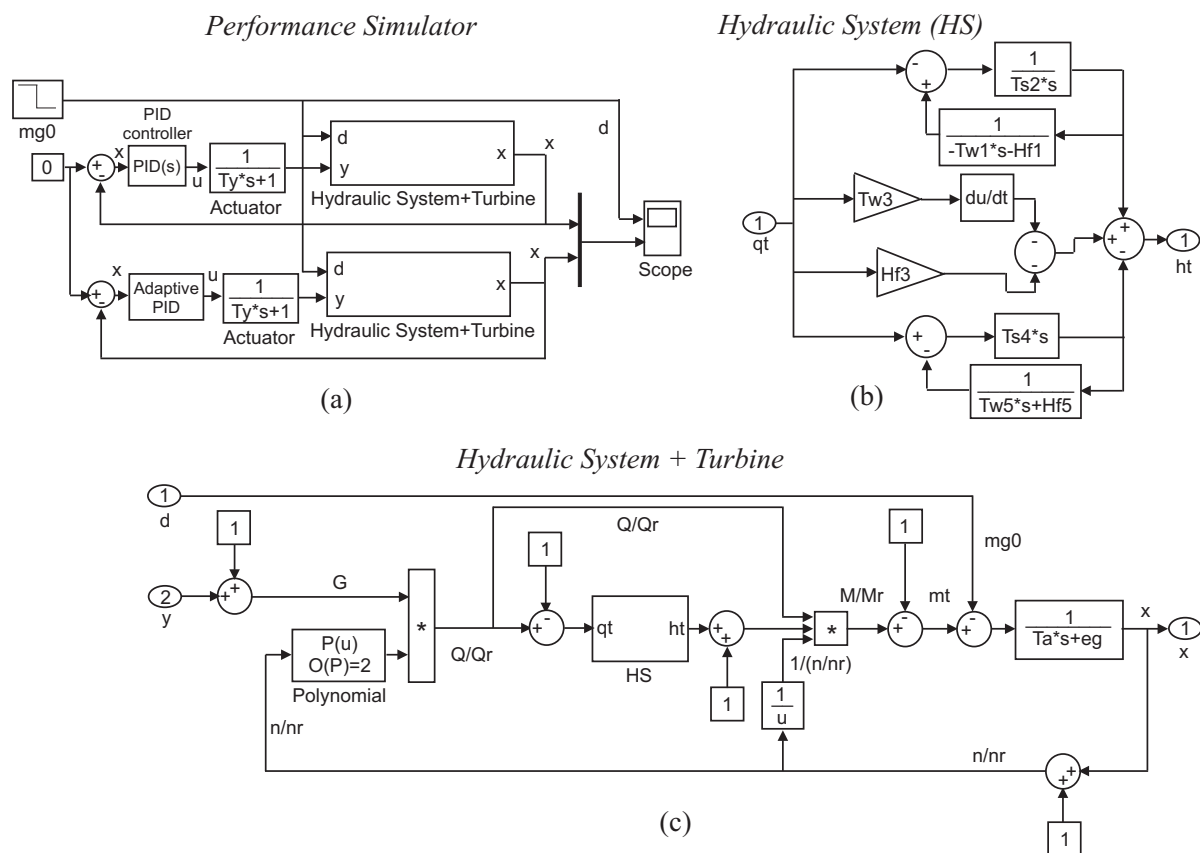 Performance Simulator
mg0
PID
controller
d
0
+
-
x
PID(s)
u
1
Ty*s+1
Actuator
d
y
x
x
Hydraulic System+Turbine
+
-
x
Adaptive
PID
u
1
Ty*s+1
Actuator
d
y
x
x
Hydraulic System+Turbine
Scope
(a)
Hydraulic System (HS)
-
+
1
Ts2*s
1
-Tw1*s-Hf1
1
qt
Tw3
du/dt
-
-
+
+
-
1
ht
Hf3
+
-
Ts4*s
1
Tw5*s+Hf5
(b)
Hydraulic System + Turbine
1
d
1
2
y
+
+
G
P(u)
O(P)=2
Polynomial
n/nr
*
Q/Qr
Q/Qr
1
+
-
qt
ht
HS
+
+
1
1/(n/nr)
1
u
*
M/Mr
1
+
-
mt
mg0
+
-
1
Ta*s+eg
x
1
x
n/nr
+
+
1
(c)